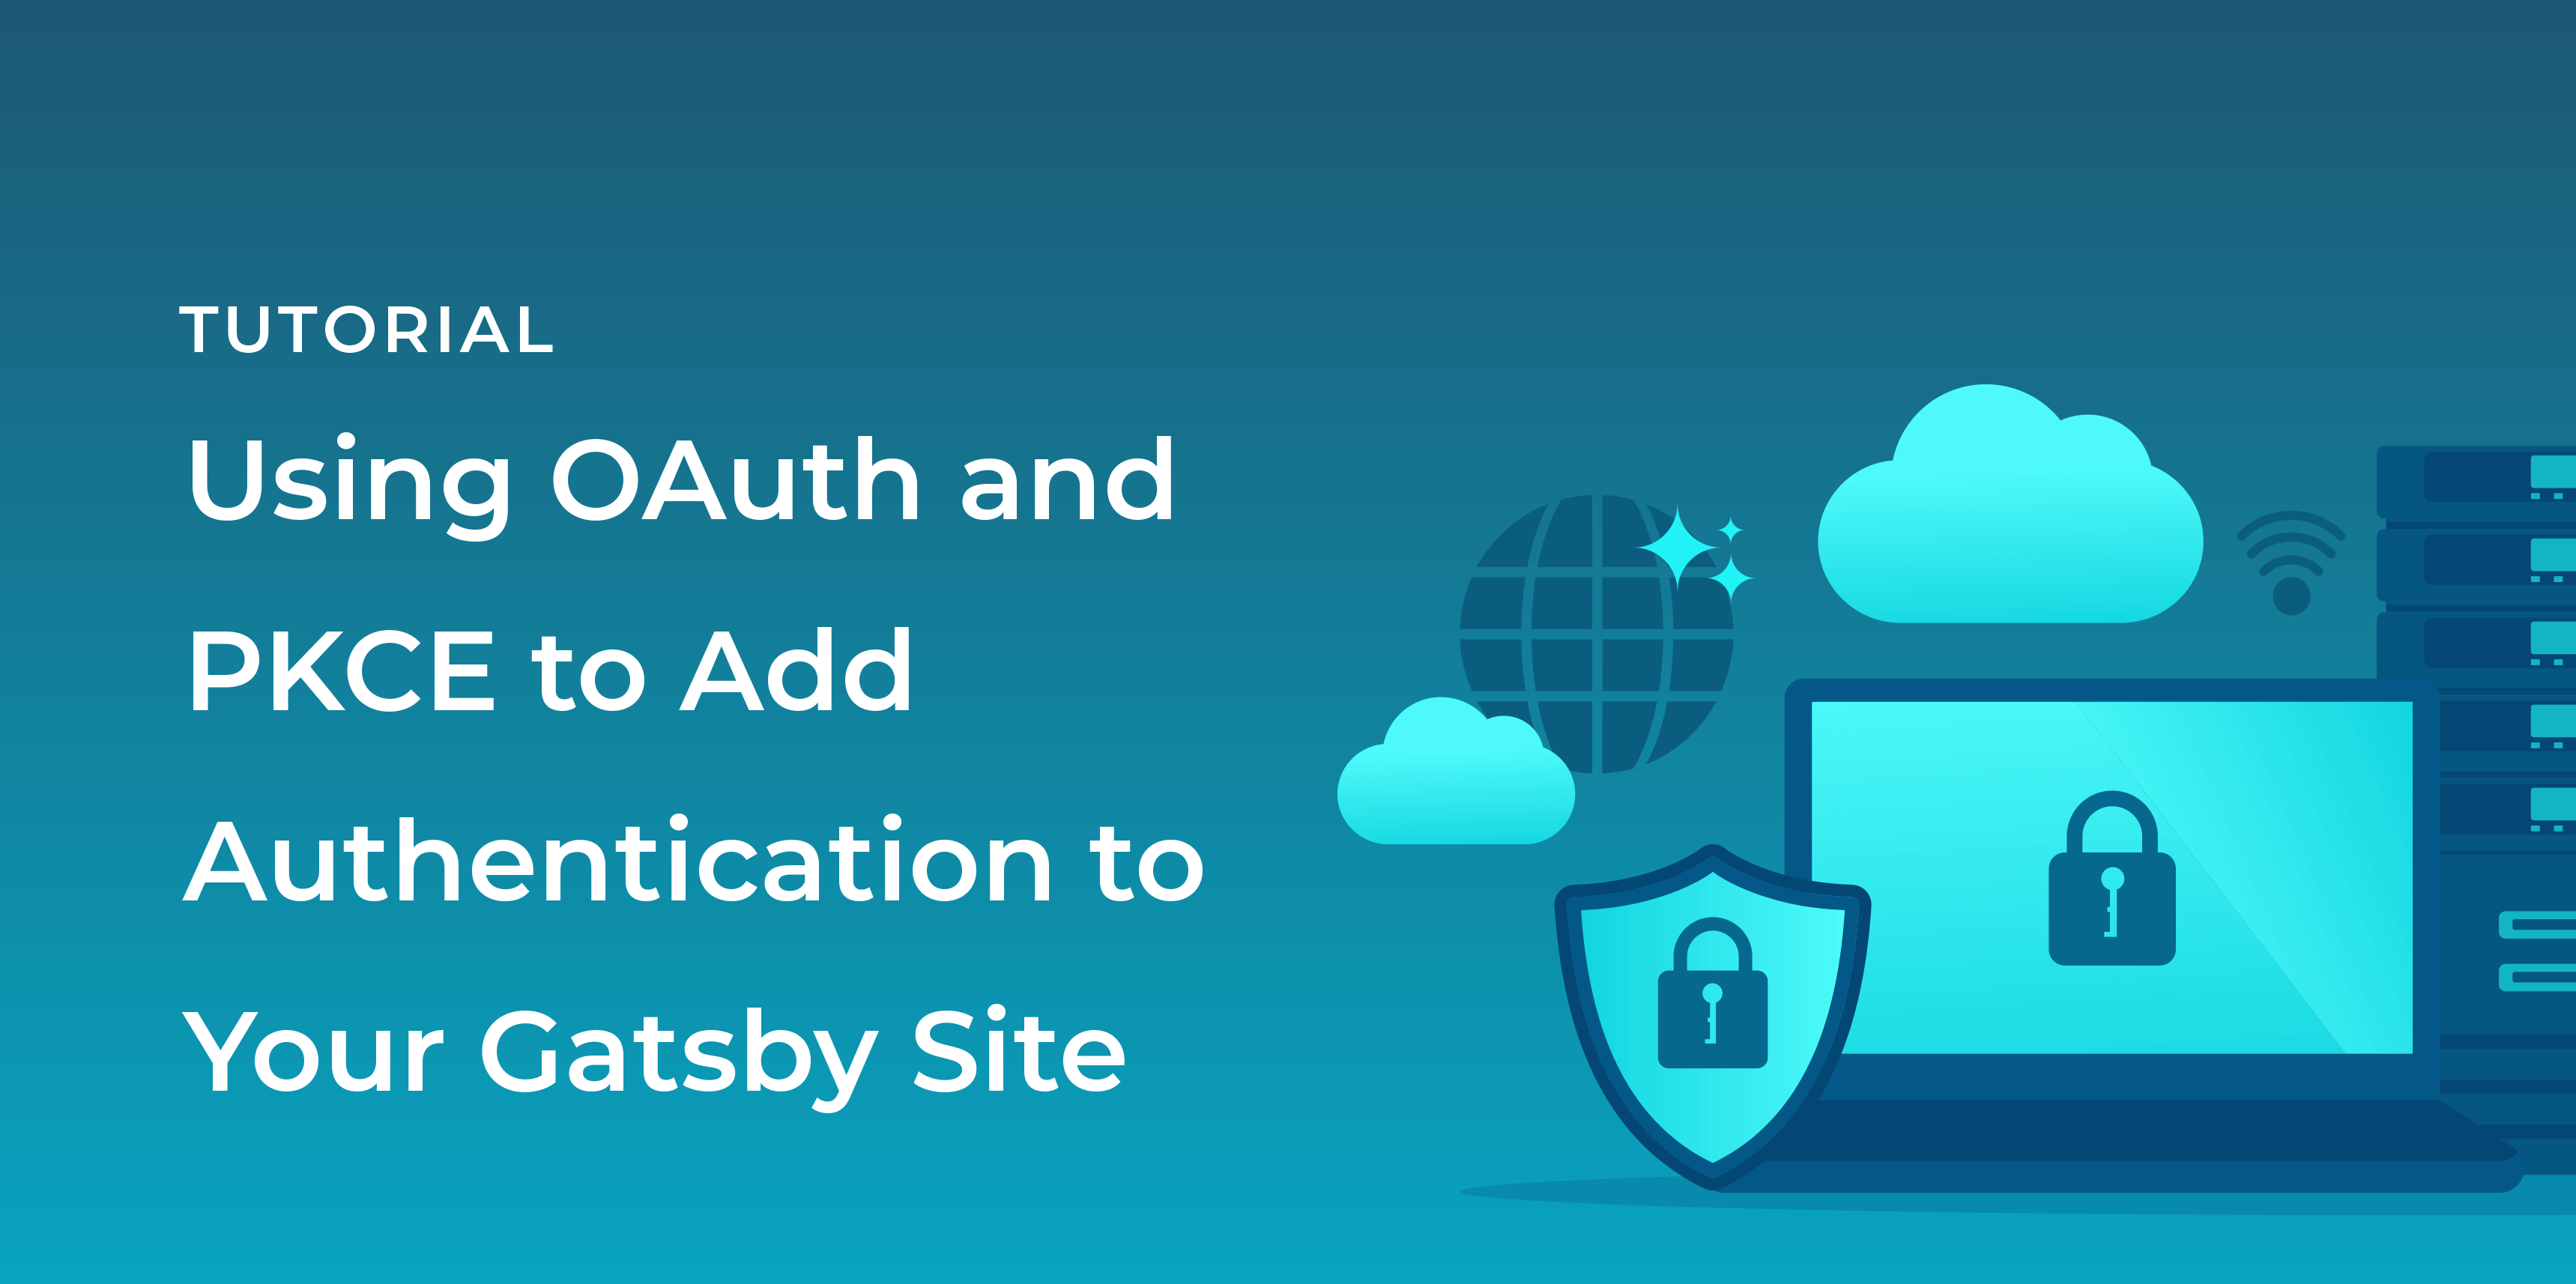 TUTORIAL
Using OAuth and
PKCE to Add
Authentication to
Your Gatsby Site